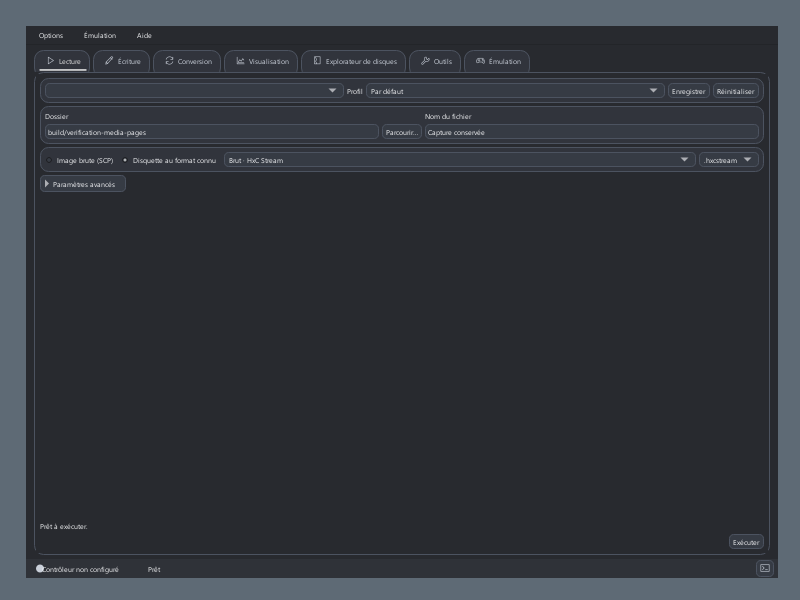 Options Émulation Aide
Lecture Écriture Conversion Visualisation Explorateur de disques Outils Émulation
Profil Par défaut Enregistrer Réinitialiser
Dossier Nom du fichier
build/verification-media-pages Parcourir... Capture conservée
Image brute (SCP) Disquette au format connu Brut · HxC Stream .hxcstream
Paramètres avancés
Prêt à exécuter.
Exécuter
Contrôleur non configuré Prêt